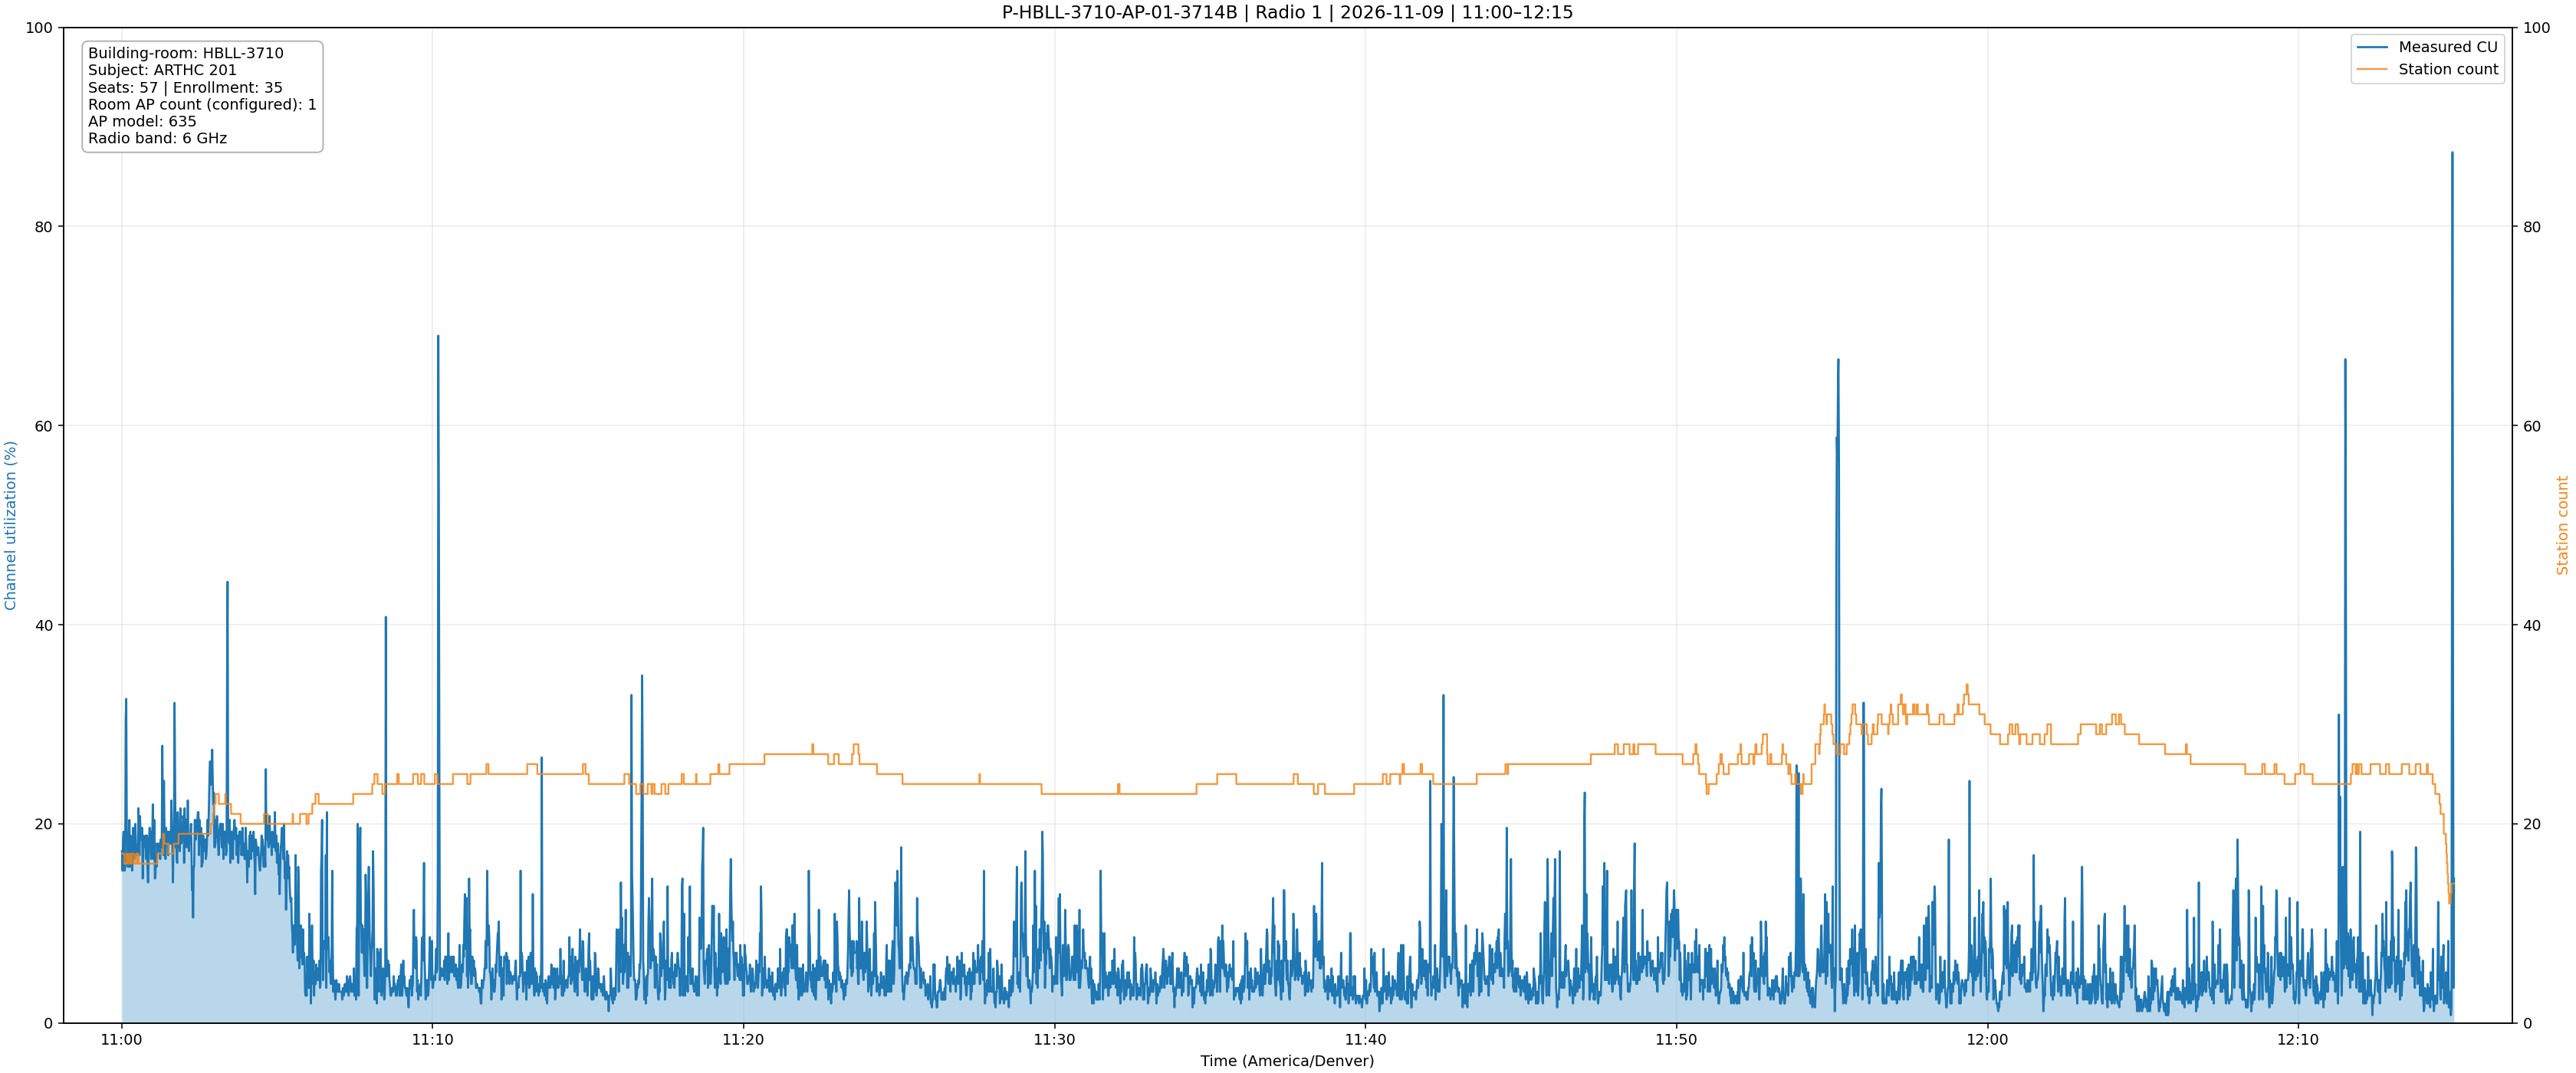 P-HBLL-3710-AP-01-3714B | Radio 1 | 2026-11-09 | 11:00–12:15
Building-room: HBLL-3710
Subject: ARTHC 201
Seats: 57 | Enrollment: 35
Room AP count (configured): 1
AP model: 635
Radio band: 6 GHz
Measured CU
Station count
Channel utilization (%)
100
80
60
40
20
0
100
80
60
40
20
0
Station count
11:00 11:10 11:20 11:30 11:40 11:50 12:00 12:10
Time (America/Denver)